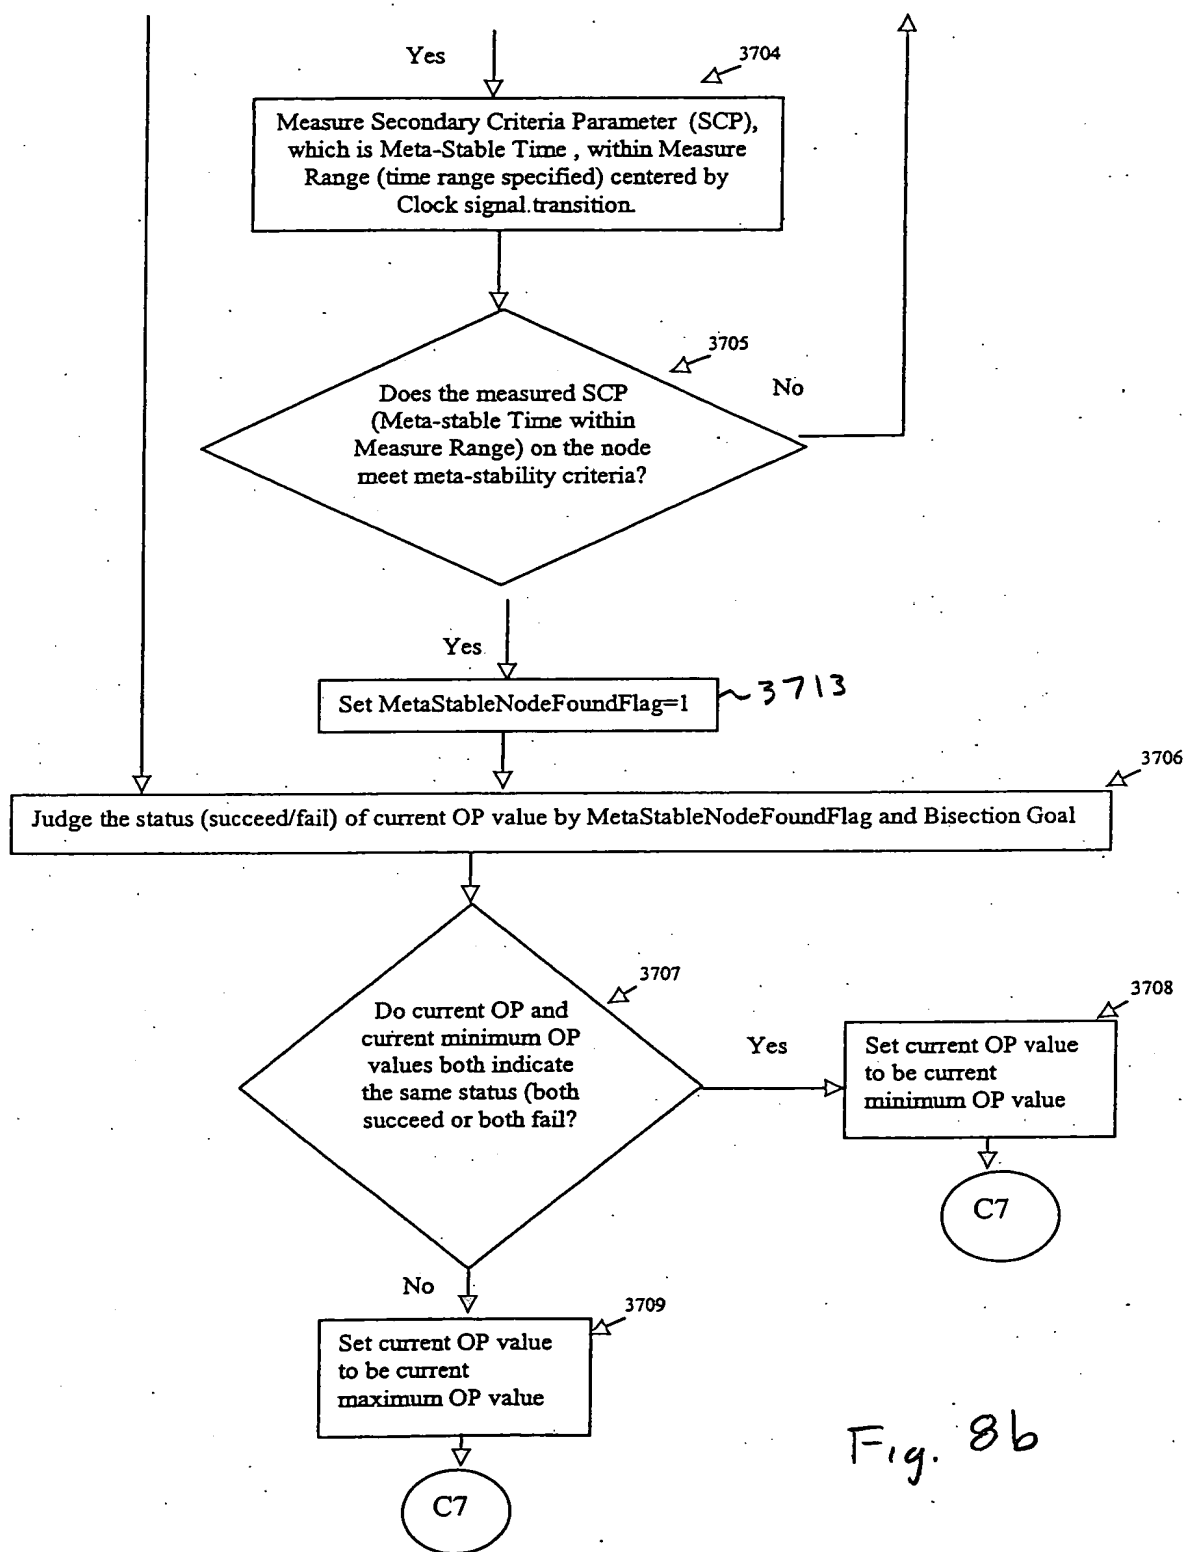 Yes
3704
Measure Secondary Criteria Parameter (SCP),
which is Meta-Stable Time , within Measure
Range (time range specified) centered by
Clock signal.transition.
3705
Does the measured SCP
(Meta-stable Time within
Measure Range) on the node
meet meta-stability criteria?
No
Yes
Set MetaStableNodeFoundFlag=1
3713
3706
Judge the status (succeed/fail) of current OP value by MetaStableNodeFoundFlag and Bisection Goal
3707
Do current OP and
current minimum OP
values both indicate
the same status (both
succeed or both fail?
Yes
3708
Set current OP value
to be current
minimum OP value
C7
No
3709
Set current OP value
to be current
maximum OP value
C7
Fig. 8b